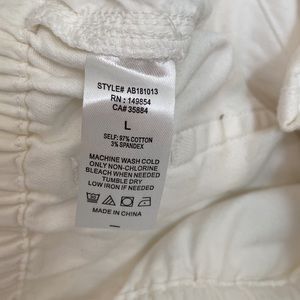 STYLE# AB181013
RN : 149854
CA# 35884
L
SELF: 97% COTTON
3% SPANDEX
MACHINE WASH COLD
ONLY NON-CHLORINE
BLEACH WHEN NEEDED
TUMBLE DRY
LOW IRON IF NEEDED
MADE IN CHINA